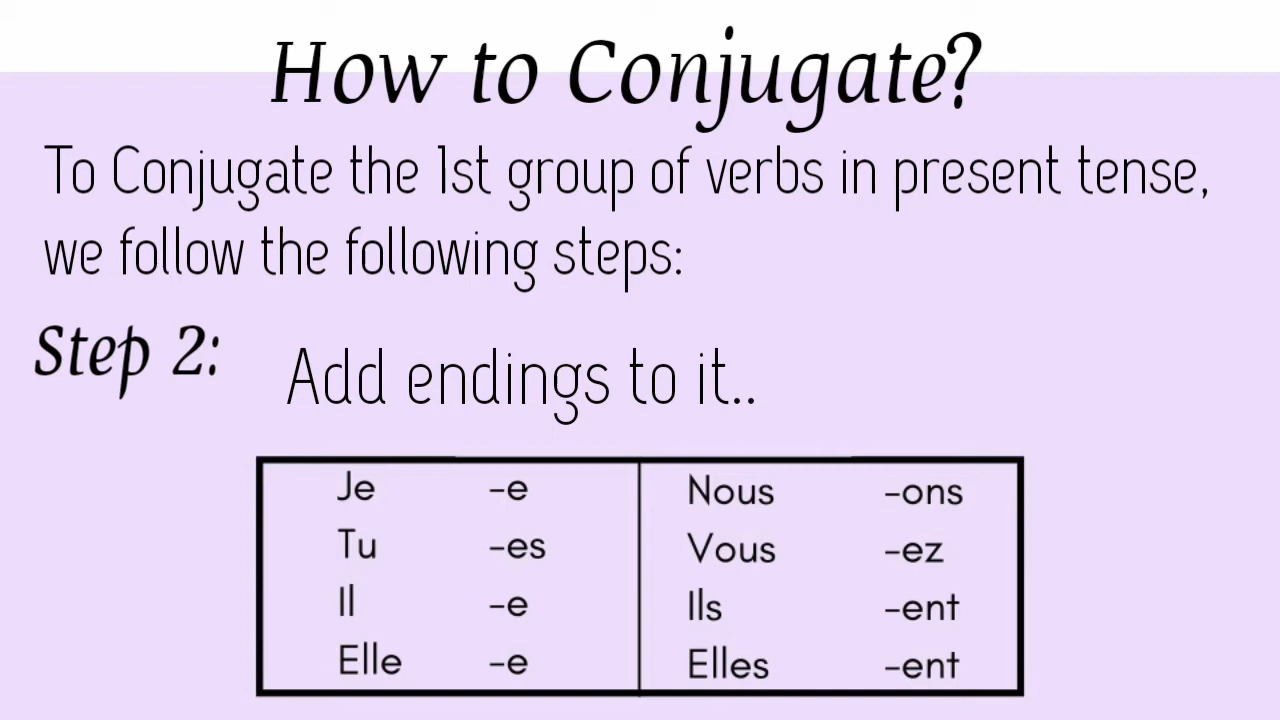 How to Conjugate?
To Conjugate the 1st group of verbs in present tense,
we follow the following steps:
Step 2:
Add endings to it..
Je -e Nous -ons
Tu -es Vous -ez
Il -e Ils -ent
Elle -e Elles -ent